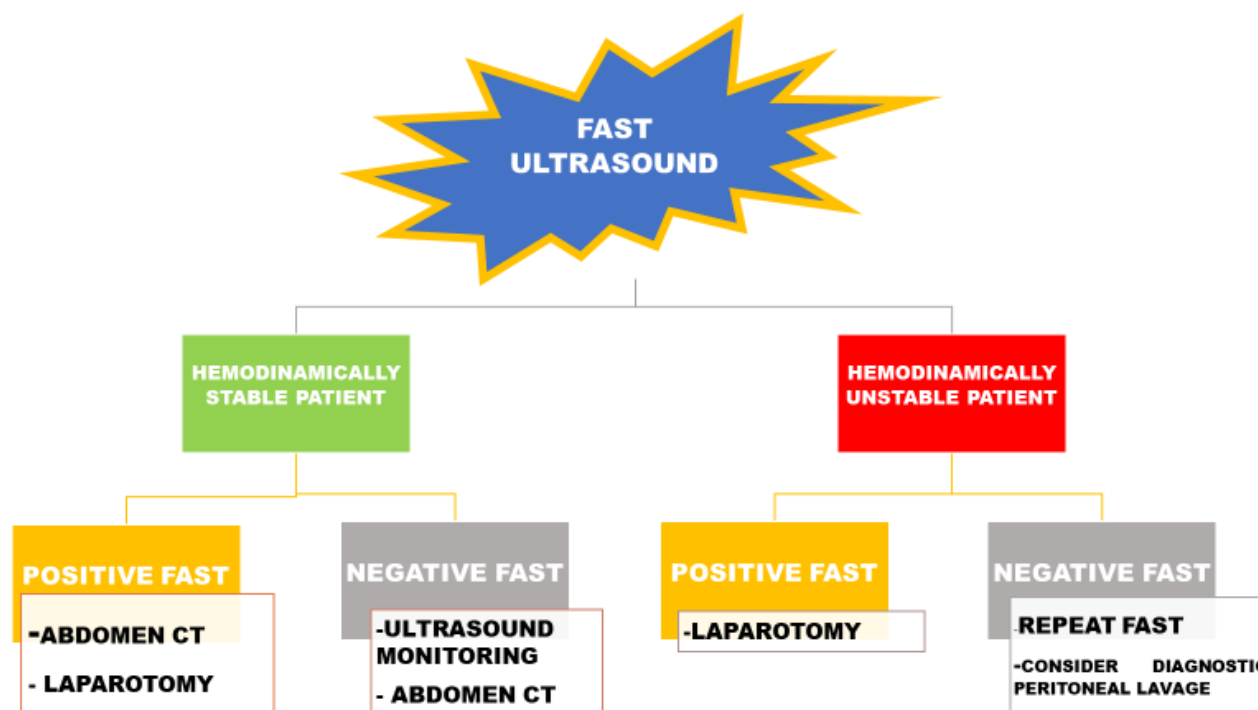 FAST
ULTRASOUND
HEMODINAMICALLY
STABLE PATIENT
HEMODINAMICALLY
UNSTABLE PATIENT
POSITIVE FAST
-ABDOMEN CT
- LAPAROTOMY
NEGATIVE FAST
-ULTRASOUND
MONITORING
- ABDOMEN CT
POSITIVE FAST
-LAPAROTOMY
NEGATIVE FAST
-REPEAT FAST
-CONSIDER DIAGNOSTIC
PERITONEAL LAVAGE